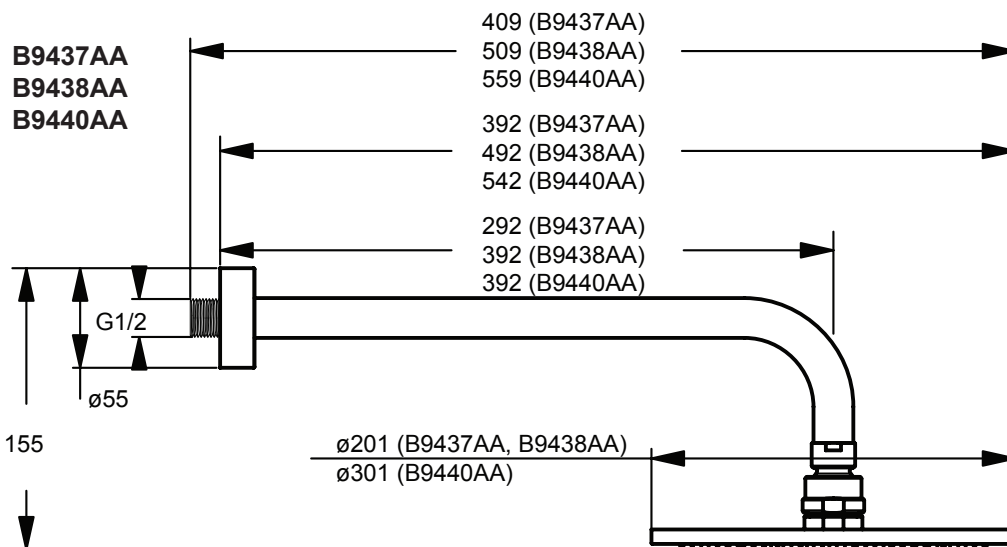 B9437AA
B9438AA
B9440AA
409 (B9437AA)
509 (B9438AA)
559 (B9440AA)
392 (B9437AA)
492 (B9438AA)
542 (B9440AA)
292 (B9437AA)
392 (B9438AA)
392 (B9440AA)
G1/2
ø55
155
ø201 (B9437AA, B9438AA)
ø301 (B9440AA)